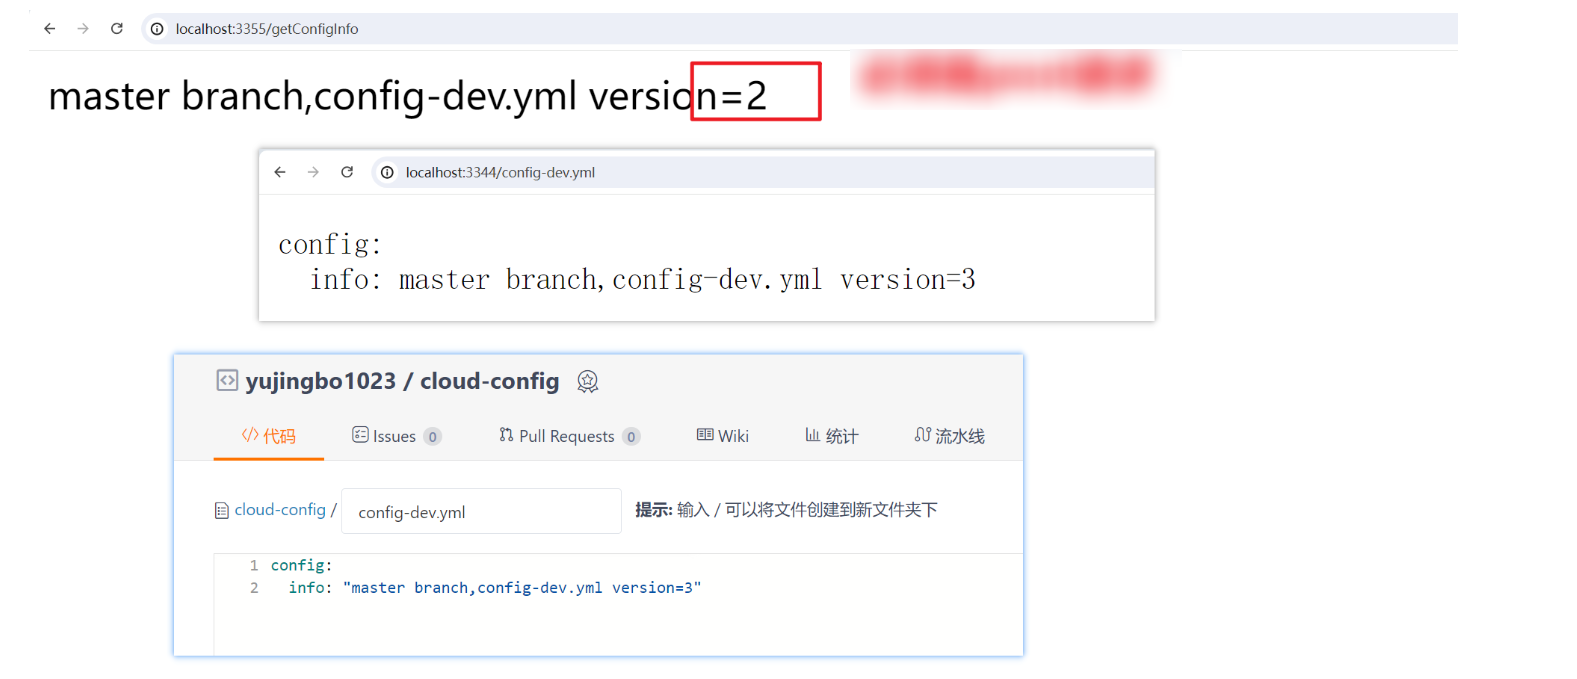 localhost:3355/getConfigInfo
master branch,config-dev.yml version=2
localhost:3344/config-dev.yml
config:
info: master branch,config-dev.yml version=3
yujingbo1023 / cloud-config
代码 Issues 0 Pull Requests 0 Wiki 统计 流水线
cloud-config / config-dev.yml 提示: 输入 / 可以将文件创建到新文件夹下
1 config:
2 info: "master branch,config-dev.yml version=3"